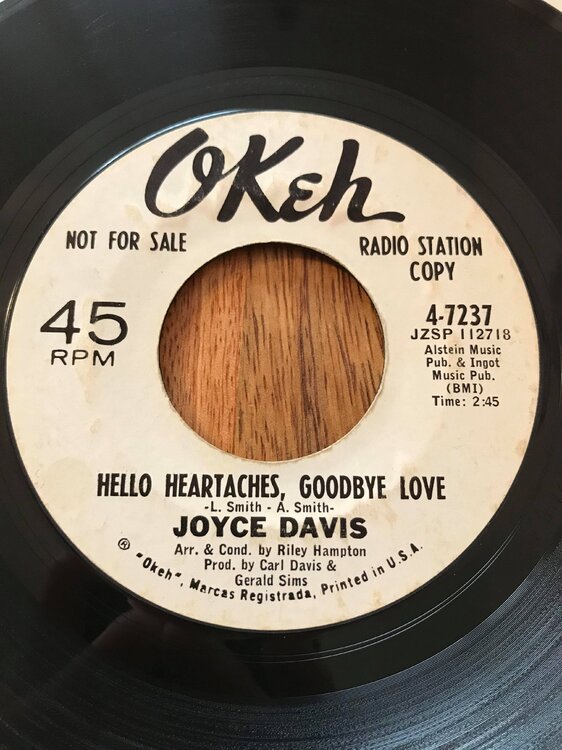 OKeh
NOT FOR SALE
RADIO STATION
COPY
45
RPM
4-7237
JZSP 112718
Alstein Music
Pub. & Ingot
Music Pub.
(BMI)
Time: 2:45
HELLO HEARTACHES, GOODBYE LOVE
-L. Smith - A. Smith-
JOYCE DAVIS
Arr. & Cond. by Riley Hampton
Prod. by Carl Davis &
Gerald Sims
® "Okeh", Marcas Registrada, Printed in U.S.A.